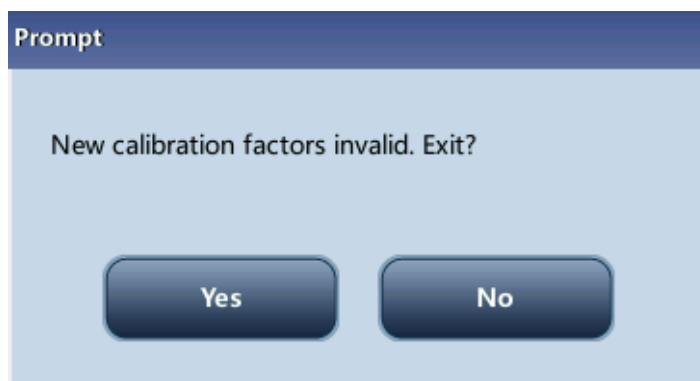 Prompt
New calibration factors invalid. Exit?
Yes No